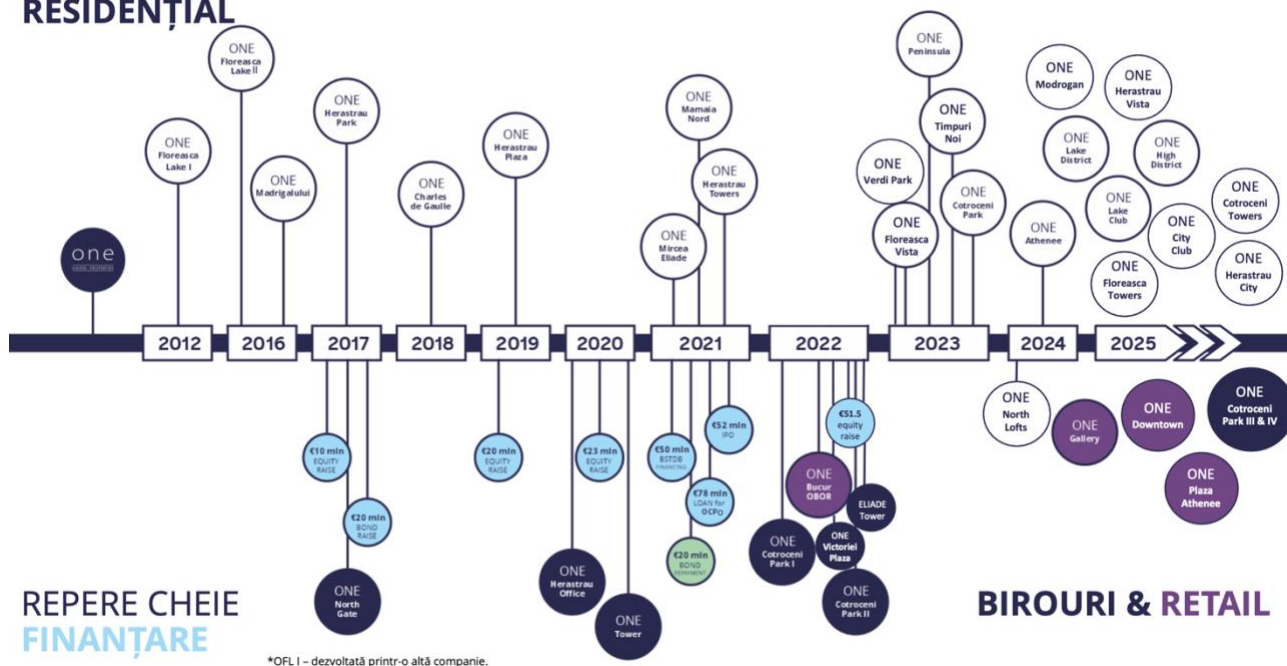 RESIDENȚIAL
one
ONE
Floreasca
Lake I
ONE
Floreasca
Lake II
ONE
Madrigalului
ONE
Herastrau
Park
ONE
Charles
de Gaulle
ONE
Herastrau
Plaza
ONE
Mircea
Eliade
ONE
Mamaia
Nord
ONE
Herastrau
Towers
ONE
Verdi Park
ONE
Floreasca
Vista
ONE
Peninsula
ONE
Timpuri
Noi
ONE
Cotroceni
Park
ONE
Athenee
ONE
Modrogan
ONE
Herastrau
Vista
ONE
Lake
District
ONE
High
District
ONE
Lake
Club
ONE
City
Club
ONE
Floreasca
Towers
ONE
Cotroceni
Towers
ONE
Herastrau
City
2012
2016
2017
2018
2019
2020
2021
2022
2023
2024
2025
€10 mln
EQUITY
RAISE
€20 mln
BOND
RAISE
ONE
North
Gate
€20 mln
EQUITY
RAISE
ONE
Herastrau
Office
€23 mln
EQUITY
RAISE
ONE
Tower
€50 mln
BSTDB
FINANCING
€20 mln
BOND
REPAYMENT
€78 mln
LOAN for
OCPO
€52 mln
IPO
ONE
Cotroceni
Park I
ONE
Bucur
OBOR
ONE
Victoriei
Plaza
€51.5
equity
raise
ONE
Cotroceni
Park II
ELIADE
Tower
ONE
North
Lofts
ONE
Gallery
ONE
Downtown
ONE
Plaza
Athenee
ONE
Cotroceni
Park III & IV
REPERE CHEIE
FINANȚARE
BIROURI & RETAIL
*OFL I – dezvoltată printr-o altă companie.